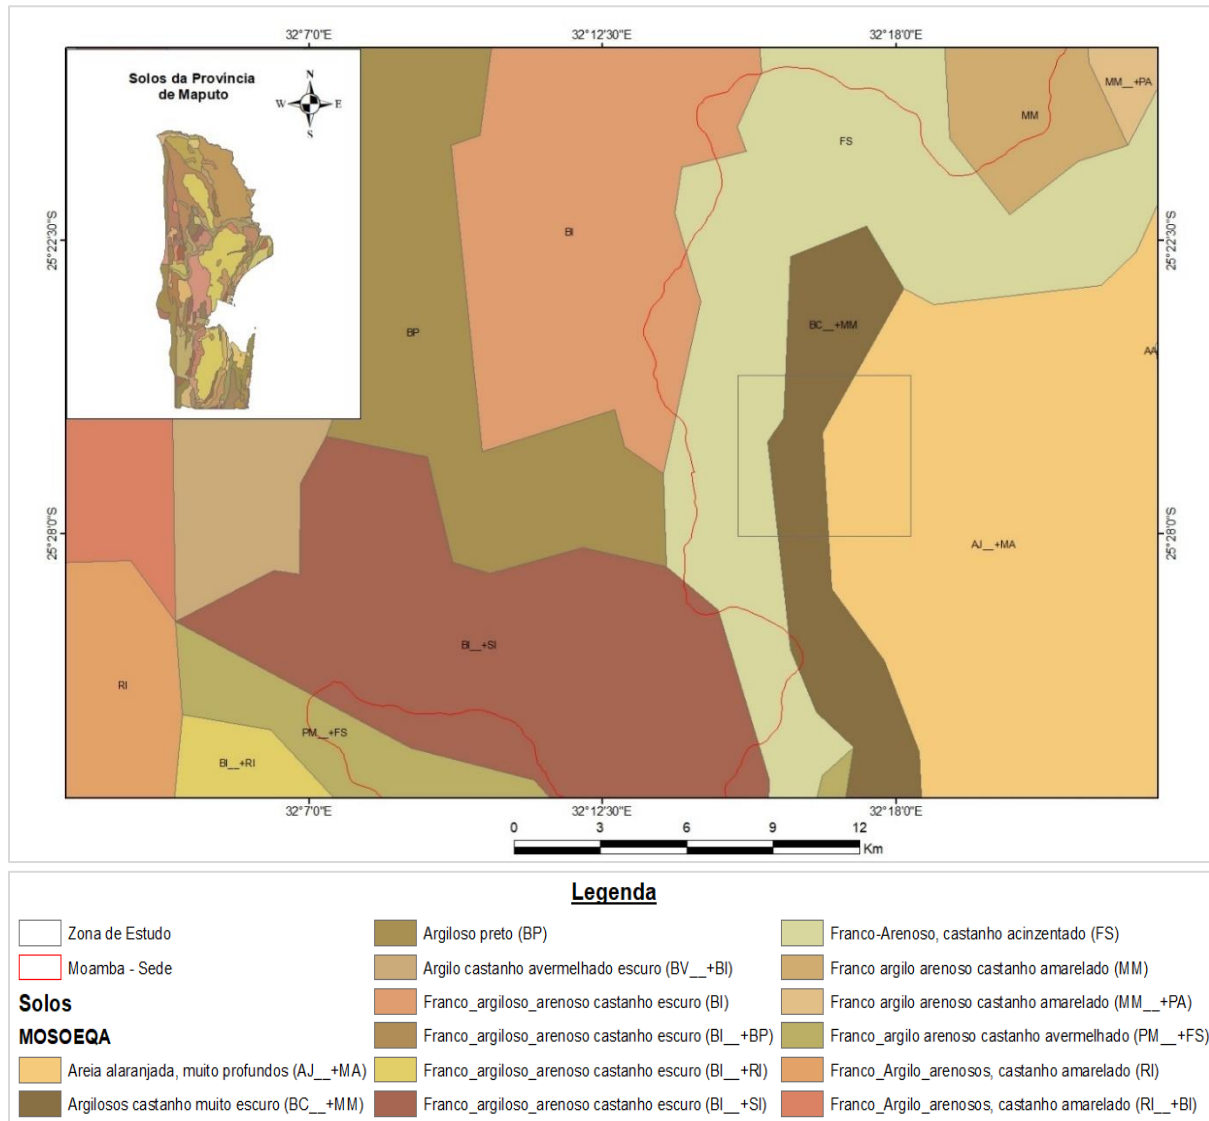 32°7'0"E 32°12'30"E 32°18'0"E
Solos da Província
de Maputo
N
W E
S
MM__+PA
MM
FS
25°22'30"S 25°22'30"S
BI
BC__+MM
BP
AA
25°28'0"S 25°28'0"S
AJ__+MA
BI__+SI
RI
PM__+FS
BI__+RI
32°7'0"E 32°12'30"E 32°18'0"E
0 3 6 9 12
Km
Legenda
Zona de Estudo
Moamba - Sede
Solos
MOSOEQA
Areia alaranjada, muito profundos (AJ__+MA)
Argilosos castanho muito escuro (BC__+MM)
Argiloso preto (BP)
Argilo castanho avermelhado escuro (BV__+BI)
Franco_argiloso_arenoso castanho escuro (BI)
Franco_argiloso_arenoso castanho escuro (BI__+BP)
Franco_argiloso_arenoso castanho escuro (BI__+RI)
Franco_argiloso_arenoso castanho escuro (BI__+SI)
Franco-Arenoso, castanho acinzentado (FS)
Franco argilo arenoso castanho amarelado (MM)
Franco argilo arenoso castanho amarelado (MM__+PA)
Franco_argilo arenoso castanho avermelhado (PM__+FS)
Franco_Argilo_arenosos, castanho amarelado (RI)
Franco_Argilo_arenosos, castanho amarelado (RI__+BI)